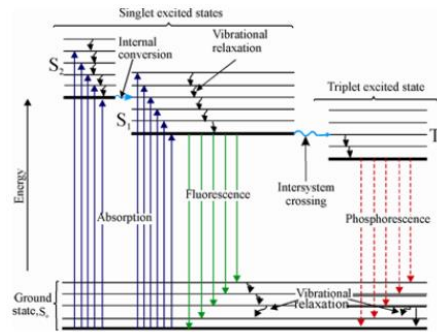 Singlet excited states
Internal
conversion
Vibrational
relaxation
S2
Triplet excited state
S1
T
Energy
Absorption
Fluorescence
Intersystem
crossing
Phosphorescence
Ground
state,S
Vibrational
relaxation